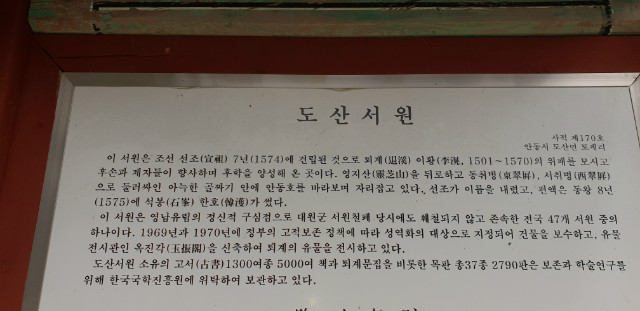 도산서원
사적 제170호
안동시 도산면 토계리
이 서원은 조선 선조(宣祖) 7년(1574)에 건립된 것으로 퇴계(退溪) 이황(李滉, 1501~1570)의 위패를 모시고
후손과 제자들이 향사하며 후학을 양성해 온 곳이다. 영지산(靈芝山)을 뒤로하고 동취병(東翠屛), 서취병(西翠屛)
으로 둘러싸인 아늑한 골짜기 안에 안동호를 바라보며 자리잡고 있다. 선조가 이름을 내렸고, 편액은 동왕 8년
(1575)에 석봉(石峯) 한호(韓濩)가 썼다.
이 서원은 영남유림의 정신적 구심점으로 대원군 서원철폐 당시에도 훼철되지 않고 존속한 전국 47개 서원 중의
하나이다. 1969년과 1970년에 정부의 고적보존 정책에 따라 성역화의 대상으로 지정되어 건물을 보수하고, 유물
전시관인 옥진각(玉振閣)을 신축하여 퇴계의 유물을 전시하고 있다.
도산서원 소유의 고서(古書)1300여종 5000여 책과 퇴계문집을 비롯한 목판 총37종 2790판은 보존과 학술연구를
위해 한국국학진흥원에 위탁하여 보관하고 있다.